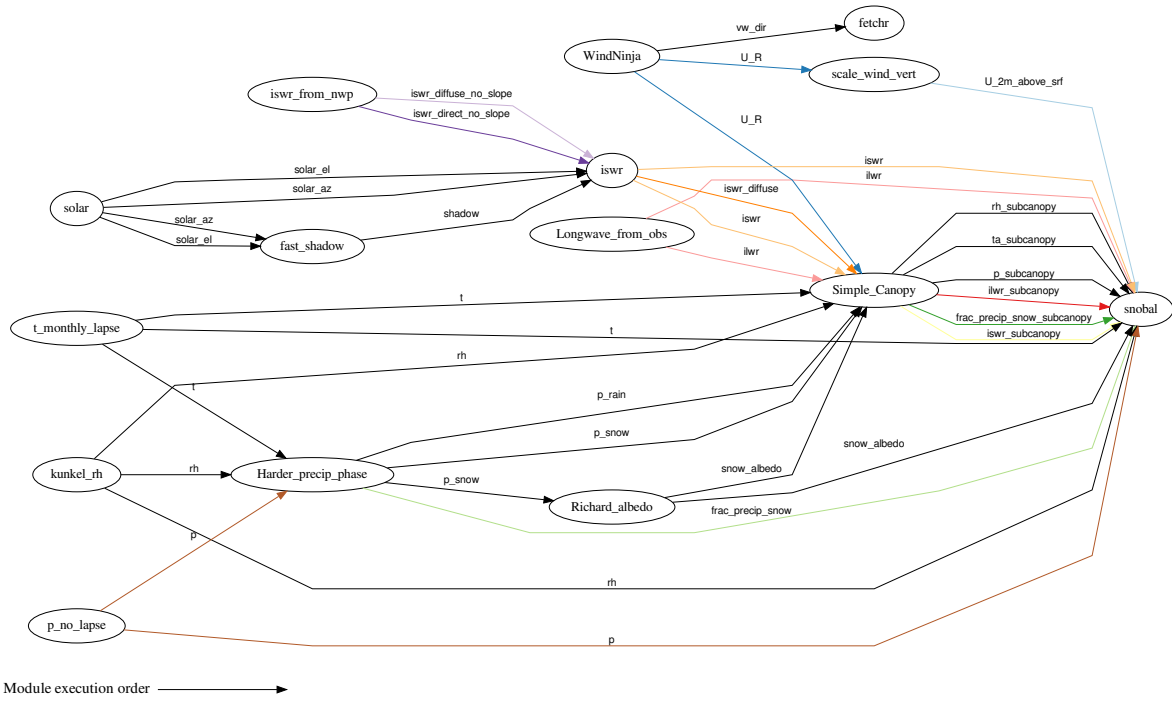 fetchr
vw_dir
WindNinja
U_R
scale_wind_vert
U_2m_above_srf
iswr_from_nwp
iswr_diffuse_no_slope
iswr_direct_no_slope
U_R
iswr
iswr
ilwr
solar_el
solar_az
iswr_diffuse
solar
solar_az
shadow
iswr
rh_subcanopy
solar_el
fast_shadow
Longwave_from_obs
ta_subcanopy
ilwr
p_subcanopy
Simple_Canopy
ilwr_subcanopy
snobal
t
frac_precip_snow_subcanopy
t_monthly_lapse
t
iswr_subcanopy
rh
t
p_rain
p_snow
snow_albedo
kunkel_rh
rh
Harder_precip_phase
p_snow
snow_albedo
Richard_albedo
frac_precip_snow
p
rh
p_no_lapse
p
Module execution order